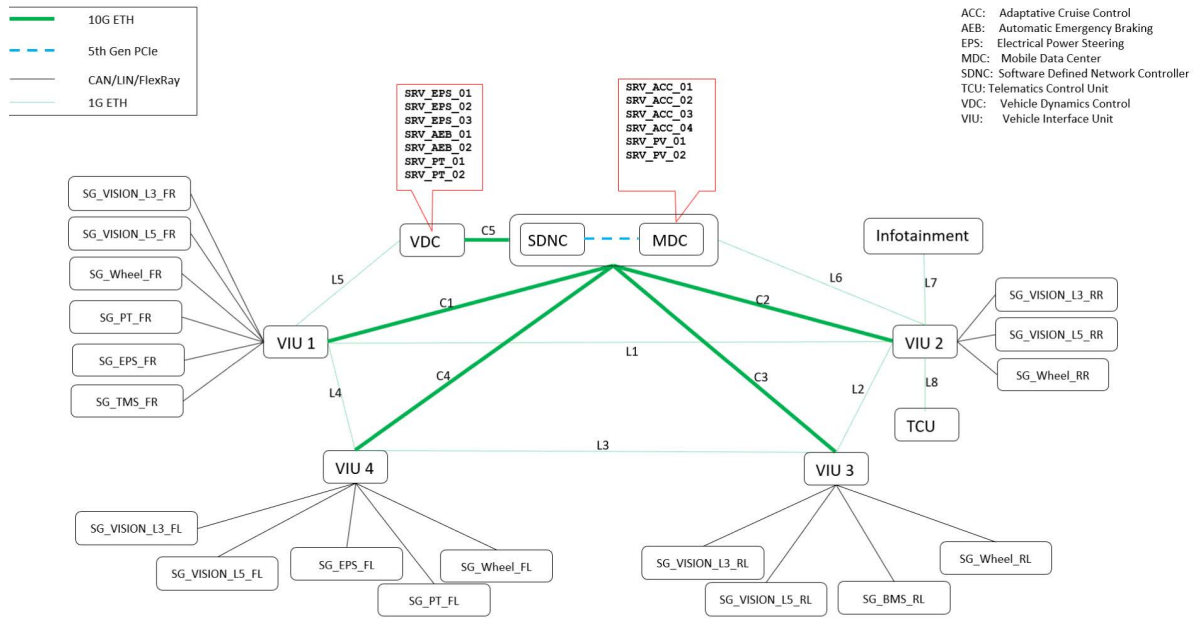 10G ETH
5th Gen PCIe
CAN/LIN/FlexRay
1G ETH
ACC: Adaptative Cruise Control
AEB: Automatic Emergency Braking
EPS: Electrical Power Steering
MDC: Mobile Data Center
SDNC: Software Defined Network Controller
TCU: Telematics Control Unit
VDC: Vehicle Dynamics Control
VIU: Vehicle Interface Unit
SRV_EPS_01
SRV_EPS_02
SRV_EPS_03
SRV_AEB_01
SRV_AEB_02
SRV_PT_01
SRV_PT_02
SRV_ACC_01
SRV_ACC_02
SRV_ACC_03
SRV_ACC_04
SRV_PV_01
SRV_PV_02
SG_VISION_L3_FR
SG_VISION_L5_FR
SG_Wheel_FR
SG_PT_FR
SG_EPS_FR
SG_TMS_FR
VDC
C5
SDNC
MDC
Infotainment
L5
L6
L7
C1
C2
SG_VISION_L3_RR
SG_VISION_L5_RR
SG_Wheel_RR
VIU 1
L1
VIU 2
L4
C4
C3
L2
L8
TCU
L3
VIU 4
VIU 3
SG_VISION_L3_FL
SG_VISION_L5_FL
SG_EPS_FL
SG_PT_FL
SG_Wheel_FL
SG_VISION_L3_RL
SG_VISION_L5_RL
SG_BMS_RL
SG_Wheel_RL